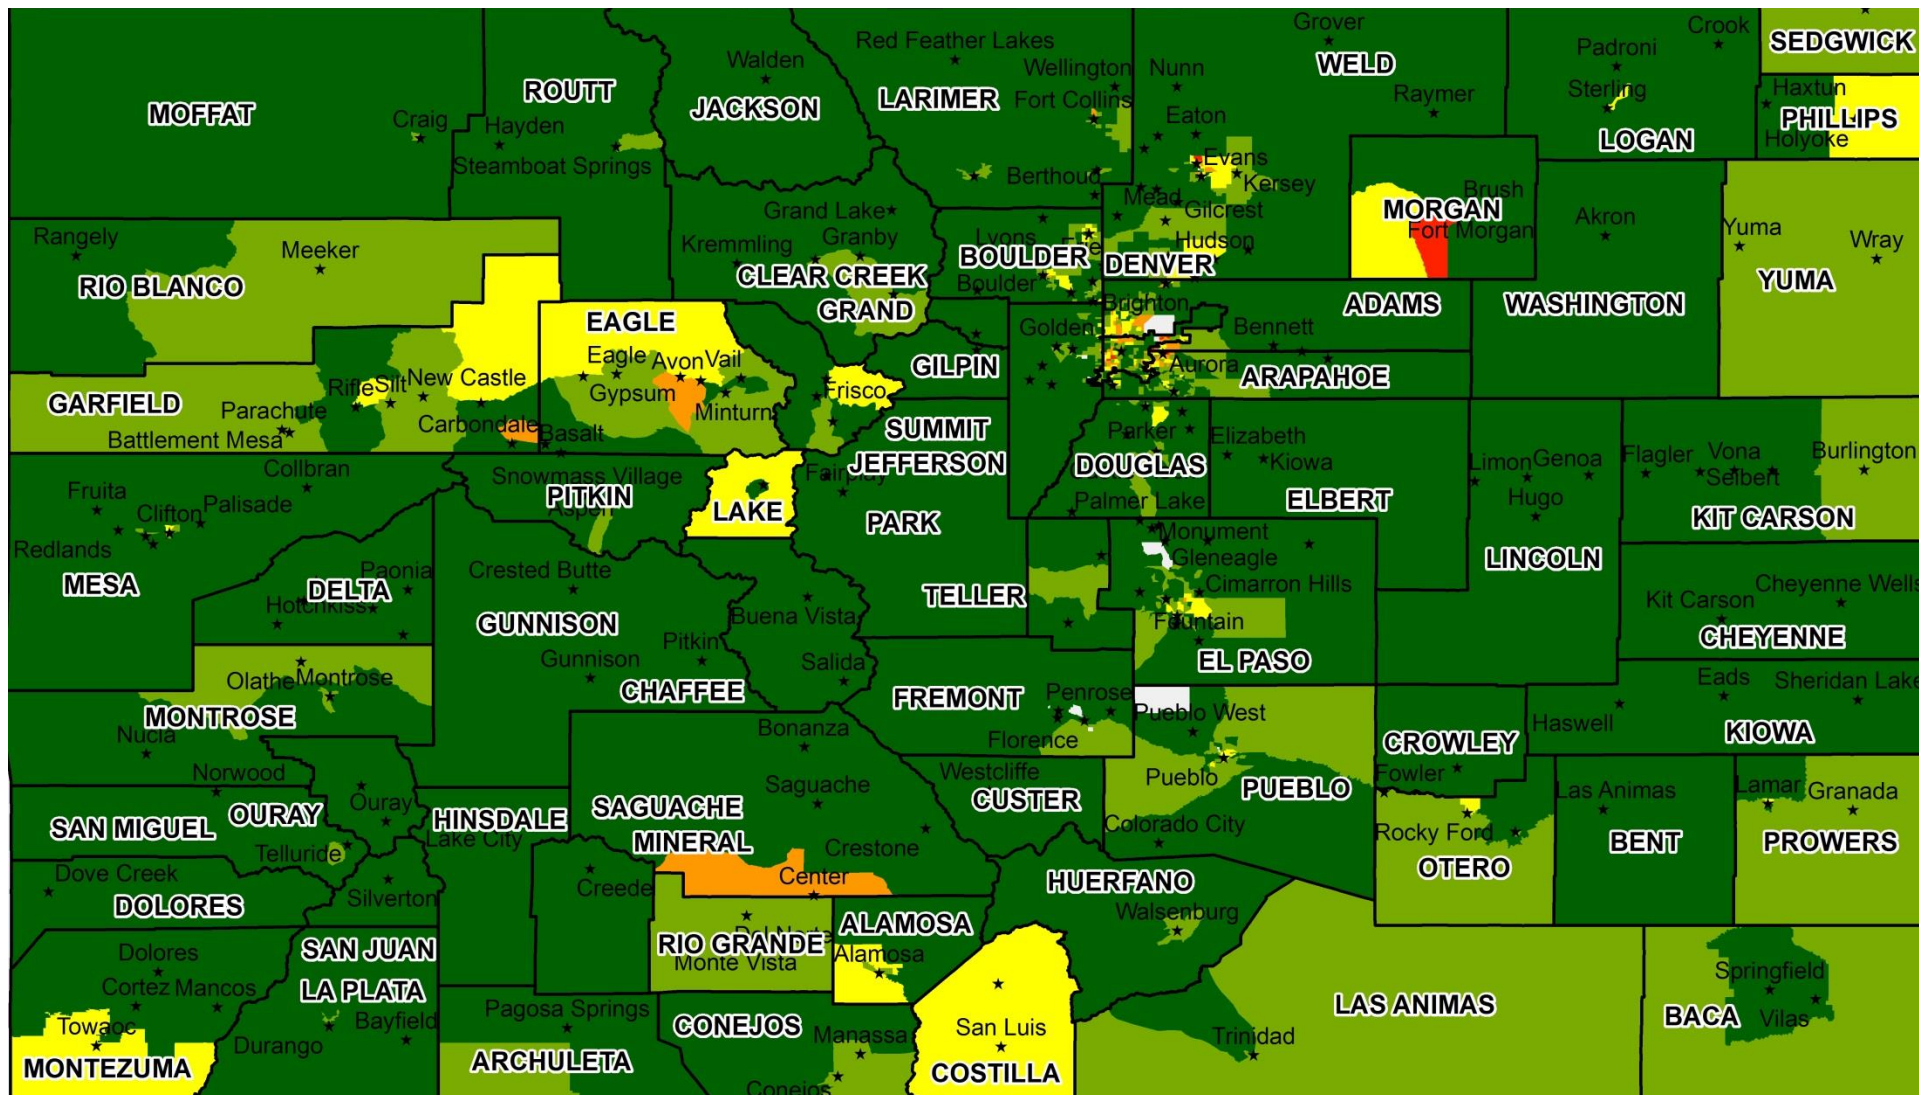 Grover
Crook
SEDGWICK
Red Feather Lakes
Padroni
Walden
WELD
Wellington
Nunn
ROUTT
Sterling
Haxtun
MOFFAT
JACKSON
LARIMER
Fort Collins
Raymer
PHILLIPS
Craig
Hayden
Eaton
LOGAN
Holyoke
Steamboat Springs
Evans
Berthoud
Kersey
Brush
Mead
Grand Lake
Gilcrest
MORGAN
Akron
Rangely
Meeker
Kremmling
Granby
Lyons
Hudson
Fort Morgan
Yuma
Wray
BOULDER
DENVER
RIO BLANCO
CLEAR CREEK
Boulder
YUMA
GRAND
Brighton
ADAMS
WASHINGTON
EAGLE
Golden
Bennett
Eagle
Avon
Vail
GILPIN
Aurora
ARAPAHOE
Rifle
Silt
New Castle
Gypsum
Frisco
GARFIELD
Parachute
Minturn
Carbondale
Basalt
SUMMIT
Parker
Elizabeth
Battlement Mesa
JEFFERSON
DOUGLAS
Kiowa
Limon
Genoa
Flagler
Vona
Burlington
Collbran
Snowmass Village
Fairplay
Seibert
Fruita
PITKIN
ELBERT
Hugo
Palisade
Aspen
LAKE
Palmer Lake
Clifton
PARK
KIT CARSON
Redlands
Monument
Gleneagle
LINCOLN
MESA
Paonia
Crested Butte
Cimarron Hills
Cheyenne Wells
DELTA
Hotchkiss
TELLER
Kit Carson
GUNNISON
Buena Vista
Fountain
CHEYENNE
Pitkin
Gunnison
Salida
EL PASO
Olathe
Montrose
CHAFFEE
FREMONT
Penrose
Eads
Sheridan Lake
MONTROSE
Pueblo West
Haswell
Nucla
Bonanza
Florence
CROWLEY
KIOWA
Norwood
Westcliffe
Pueblo
Fowler
Saguache
PUEBLO
Las Animas
Lamar
Granada
Ouray
SAGUACHE
CUSTER
SAN MIGUEL
OURAY
HINSDALE
Colorado City
Rocky Ford
Lake City
MINERAL
BENT
PROWERS
Telluride
Crestone
OTERO
Dove Creek
Creede
Center
HUERFANO
Silverton
DOLORES
Walsenburg
ALAMOSA
Del Norte
RIO GRANDE
Dolores
SAN JUAN
Monte Vista
Alamosa
Springfield
Cortez
Mancos
LA PLATA
LAS ANIMAS
Pagosa Springs
BACA
Vilas
Towaoc
Bayfield
CONEJOS
San Luis
Durango
Manassa
Trinidad
MONTEZUMA
ARCHULETA
COSTILLA
Conejos